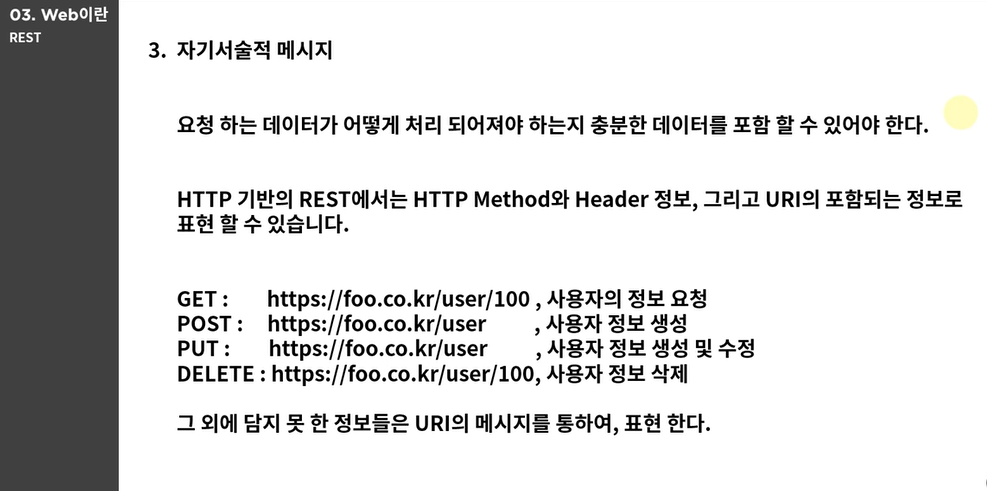 03. Web이란
REST
3. 자기서술적 메시지
요청 하는 데이터가 어떻게 처리 되어져야 하는지 충분한 데이터를 포함 할 수 있어야 한다.
HTTP 기반의 REST에서는 HTTP Method와 Header 정보, 그리고 URI의 포함되는 정보로
표현 할 수 있습니다.
GET : https://foo.co.kr/user/100 , 사용자의 정보 요청
POST : https://foo.co.kr/user , 사용자 정보 생성
PUT : https://foo.co.kr/user , 사용자 정보 생성 및 수정
DELETE : https://foo.co.kr/user/100, 사용자 정보 삭제
그 외에 담지 못 한 정보들은 URI의 메시지를 통하여, 표현 한다.